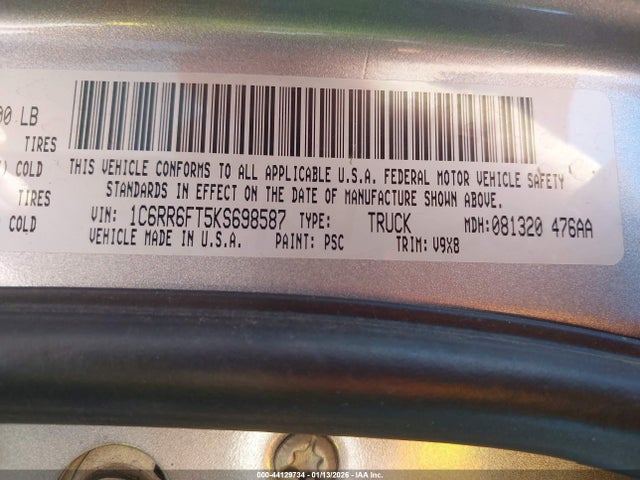 00 LB
TIRES
) COLD
TIRES
COLD
THIS VEHICLE CONFORMS TO ALL APPLICABLE U.S.A. FEDERAL MOTOR VEHICLE SAFETY
STANDARDS IN EFFECT ON THE DATE OF MANUFACTURE SHOWN ABOVE.
VIN: 1C6RR6FT5KS698587 TYPE: TRUCK MDH:081320 476AA
VEHICLE MADE IN U.S.A. PAINT: PSC TRIM: V9X8
000-44129734 - 01/13/2026 - IAA Inc.